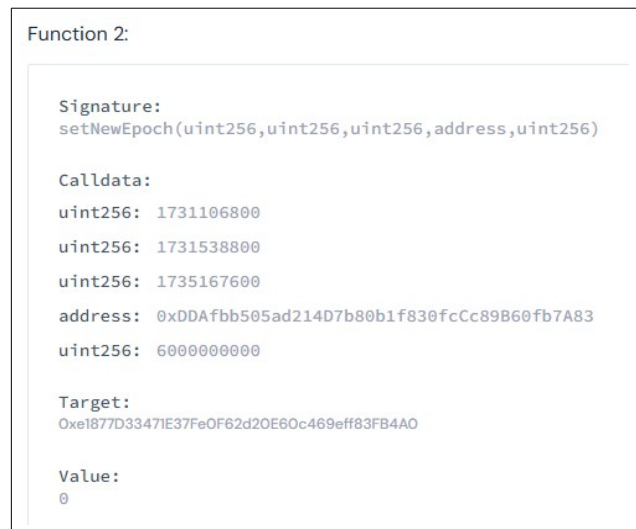 Function 2:
Signature:
setNewEpoch(uint256,uint256,uint256,address,uint256)
Calldata:
uint256: 1731106800
uint256: 1731538800
uint256: 1735167600
address: 0xDDAfbb505ad214D7b80b1f830fcCc89B60fb7A83
uint256: 6000000000
Target:
0xe1877D33471E37Fe0F62d20E60c469eff83FB4A0
Value:
0